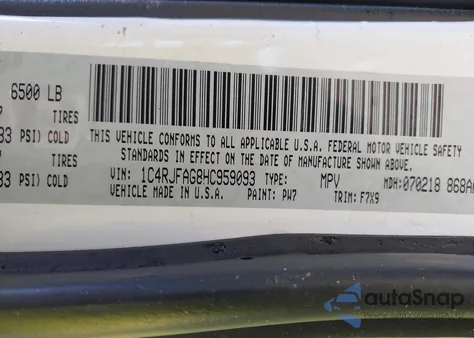 6500 LB
TIRES
33 PSI) COLD
TIRES
33 PSI) COLD
THIS VEHICLE CONFORMS TO ALL APPLICABLE U.S.A. FEDERAL MOTOR VEHICLE SAFETY
STANDARDS IN EFFECT ON THE DATE OF MANUFACTURE SHOWN ABOVE.
VIN: 1C4RJFAG8HC959093 TYPE: MPV MDH:070218 868A
VEHICLE MADE IN U.S.A. PAINT: PW7 TRIM: F7X9
autoSnap